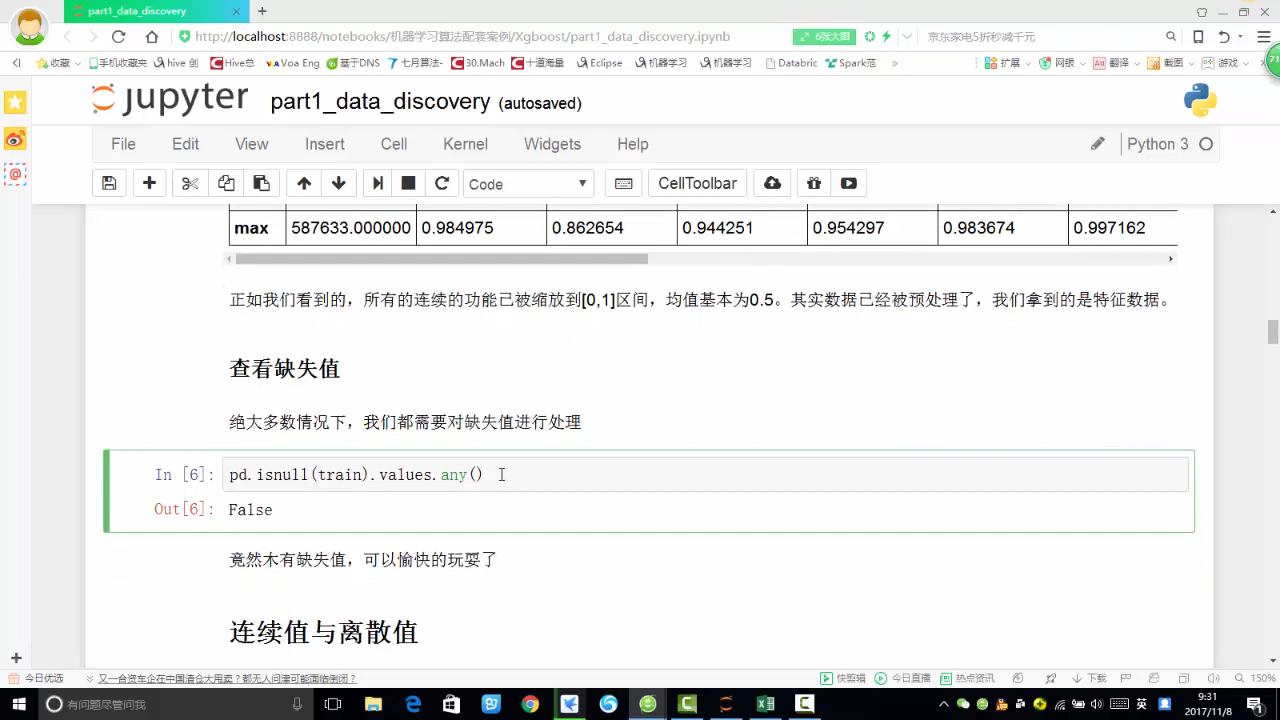 part1_data_discovery
http://localhost:8888/notebooks/机器学习算法配套案例/Xgboost/part1_data_discovery.ipynb
6张大图
京东家电5折秒减千元
收藏 手机收藏夹 hive 创 Hive总 Voa Eng 基于DNS 七月算法- 30.Mach 十道海量 Eclipse 机器学习 机器学习 Databric Spark范 » 扩展 网银 翻译 截图 游戏 »
71
jupyter part1_data_discovery (autosaved)
File Edit View Insert Cell Kernel Widgets Help Python 3
Code CellToolbar
max 587633.000000 0.984975 0.862654 0.944251 0.954297 0.983674 0.997162
正如我们看到的，所有的连续的功能已被缩放到[0,1]区间，均值基本为0.5。其实数据已经被预处理了，我们拿到的是特征数据。
查看缺失值
绝大多数情况下，我们都需要对缺失值进行处理
In [6]: pd.isnull(train).values.any()
Out[6]: False
竟然木有缺失值，可以愉快的玩耍了
连续值与离散值
今日优选 又一合资车企在中国清仓大甩卖？都无人问津可能面临倒闭？ 快剪辑 今日直播 热点资讯 下载 150%
有问题尽管问我
英
9:31
2017/11/8
1